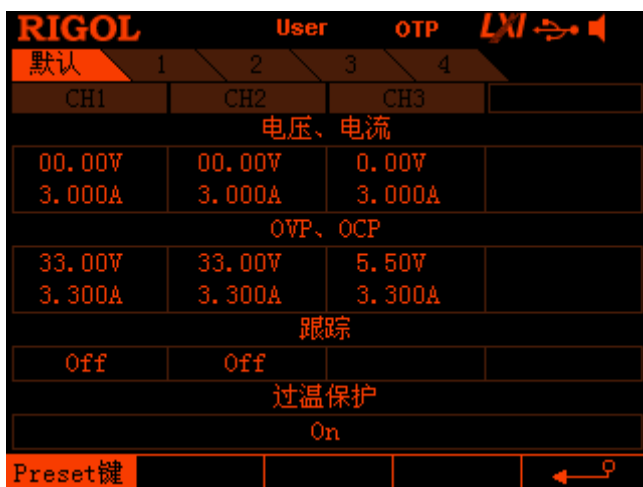 RIGOL User OTP LXI
默认 1 2 3 4
CH1 CH2 CH3
电压、电流
00.00V 00.00V 0.00V
3.000A 3.000A 3.000A
OVP、OCP
33.00V 33.00V 5.50V
3.300A 3.300A 3.300A
跟踪
Off Off
过温保护
On
Preset键